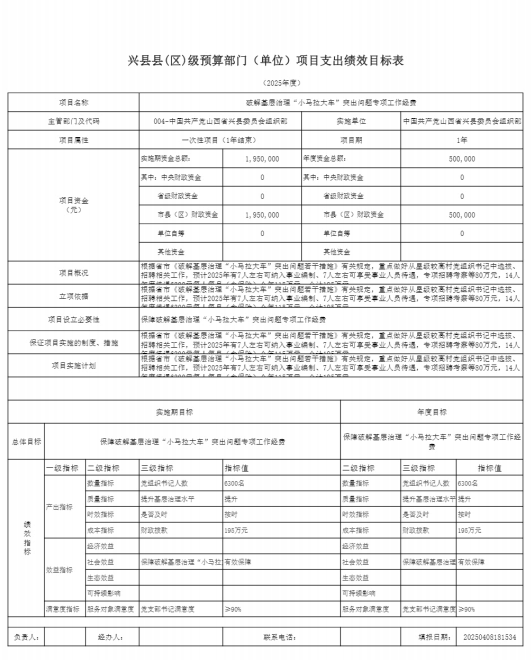 兴县县(区)级预算部门（单位）项目支出绩效目标表
（2025年度）
项目名称 破解基层治理“小马拉大车”突出问题专项工作经费
主管部门及代码 004-中国共产党山西省兴县委员会组织部 实施单位 中国共产党山西省兴县委员会组织部
项目属性 一次性项目（1年结束） 项目期 1年
项目资金（元） 实施期资金总额: 1,950,000 年度资金总额: 500,000
其中: 中央财政资金 0 其中: 中央财政资金 0
省级财政资金 0 省级财政资金 0
市县（区）财政资金 1,950,000 市县（区）财政资金 500,000
单位自筹 0 单位自筹 0
其他资金 其他资金
项目概况 根据省市《破解基层治理“小马拉大车”突出问题若干措施》有关规定，重点做好从星级较高村党组织书记中选拔、
招聘相关工作，预计2025年有7人左右可纳入事业编制、7人左右可享受事业人员待遇，专项招聘考察等80万元，14人
立项依据 根据省市《破解基层治理“小马拉大车”突出问题若干措施》有关规定，重点做好从星级较高村党组织书记中选拔、
招聘相关工作，预计2025年有7人左右可纳入事业编制、7人左右可享受事业人员待遇，专项招聘考察等80万元，14人
项目设立必要性 保障破解基层治理“小马拉大车”突出问题专项工作经费
保证项目实施的制度、措施 根据省市《破解基层治理“小马拉大车”突出问题若干措施》有关规定，重点做好从星级较高村党组织书记中选拔、
招聘相关工作，预计2025年有7人左右可纳入事业编制、7人左右可享受事业人员待遇，专项招聘考察等80万元，14人
项目实施计划 根据省市《破解基层治理“小马拉大车”突出问题若干措施》有关规定，重点做好从星级较高村党组织书记中选拔、
招聘相关工作，预计2025年有7人左右可纳入事业编制、7人左右可享受事业人员待遇，专项招聘考察等80万元，14人
实施期目标 年度目标
总体目标 保障破解基层治理“小马拉大车”突出问题专项工作经费 保障破解基层治理“小马拉大车”突出问题专项工作经费
绩效指标 一级指标 二级指标 三级指标 指标值 二级指标 三级指标 指标值
产出指标 数量指标 党组织书记人数 6300名 数量指标 党组织书记人数 6300名
质量指标 提升基层治理水平 提升 质量指标 提升基层治理水平 提升
时效指标 是否及时 按时 时效指标 是否及时 按时
成本指标 财政拨款 195万元 成本指标 财政拨款 195万元
效益指标 经济效益 经济效益
社会效益 保障破解基层治理“小马拉 有效保障 社会效益 保障破解基层治理 有效保障
生态效益 生态效益
可持续影响 可持续影响
满意度指标 服务对象满意度 党支部书记满意度 ≥90% 服务对象满意度 党支部书记满意度 ≥90%
负责人: 经办人: 联系电话: 填报日期: 20250408181534